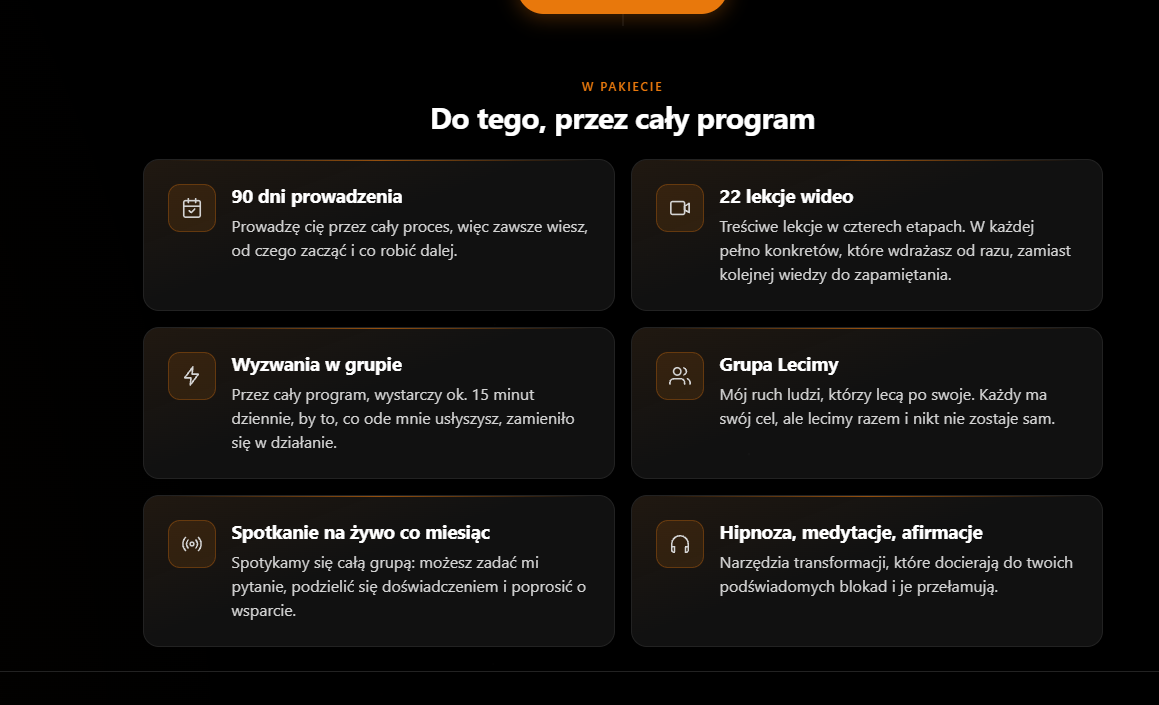 W PAKIECIE
Do tego, przez cały program
90 dni prowadzenia
Prowadzę cię przez cały proces, więc zawsze wiesz,
od czego zacząć i co robić dalej.
22 lekcje wideo
Treściwe lekcje w czterech etapach. W każdej
pełno konkretów, które wdrażasz od razu, zamiast
kolejnej wiedzy do zapamiętania.
Wyzwania w grupie
Przez cały program, wystarczy ok. 15 minut
dziennie, by to, co ode mnie usłyszysz, zamieniło
się w działanie.
Grupa Lecimy
Mój ruch ludzi, którzy lecą po swoje. Każdy ma
swój cel, ale lecimy razem i nikt nie zostaje sam.
Spotkanie na żywo co miesiąc
Spotykamy się całą grupą: możesz zadać mi
pytanie, podzielić się doświadczeniem i poprosić o
wsparcie.
Hipnoza, medytacje, afirmacje
Narzędzia transformacji, które docierają do twoich
podświadomych blokad i je przełamują.